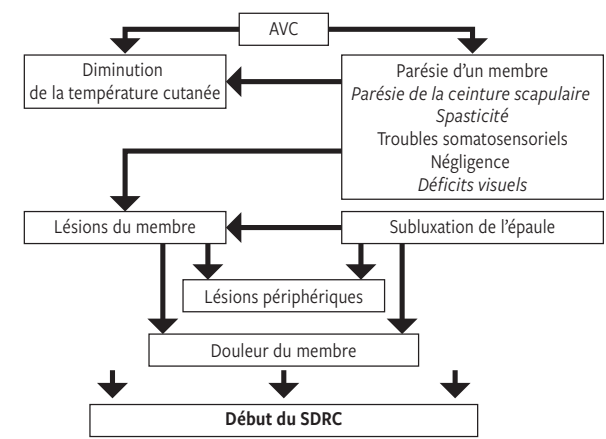 AVC
Diminution
de la température cutanée
Parésie d'un membre
Parésie de la ceinture scapulaire
Spasticité
Troubles somatosensoriels
Négligence
Déficits visuels
Lésions du membre
Subluxation de l'épaule
Lésions périphériques
Douleur du membre
Début du SDRC